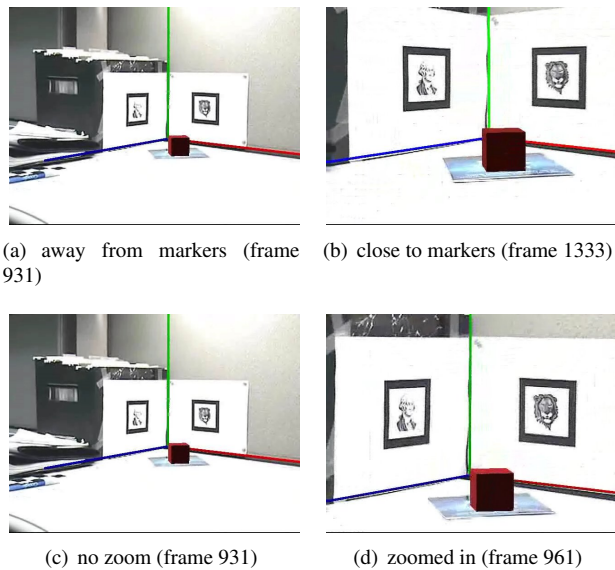 (a) away from markers (frame
931)
(b) close to markers (frame 1333)
(c) no zoom (frame 931)
(d) zoomed in (frame 961)